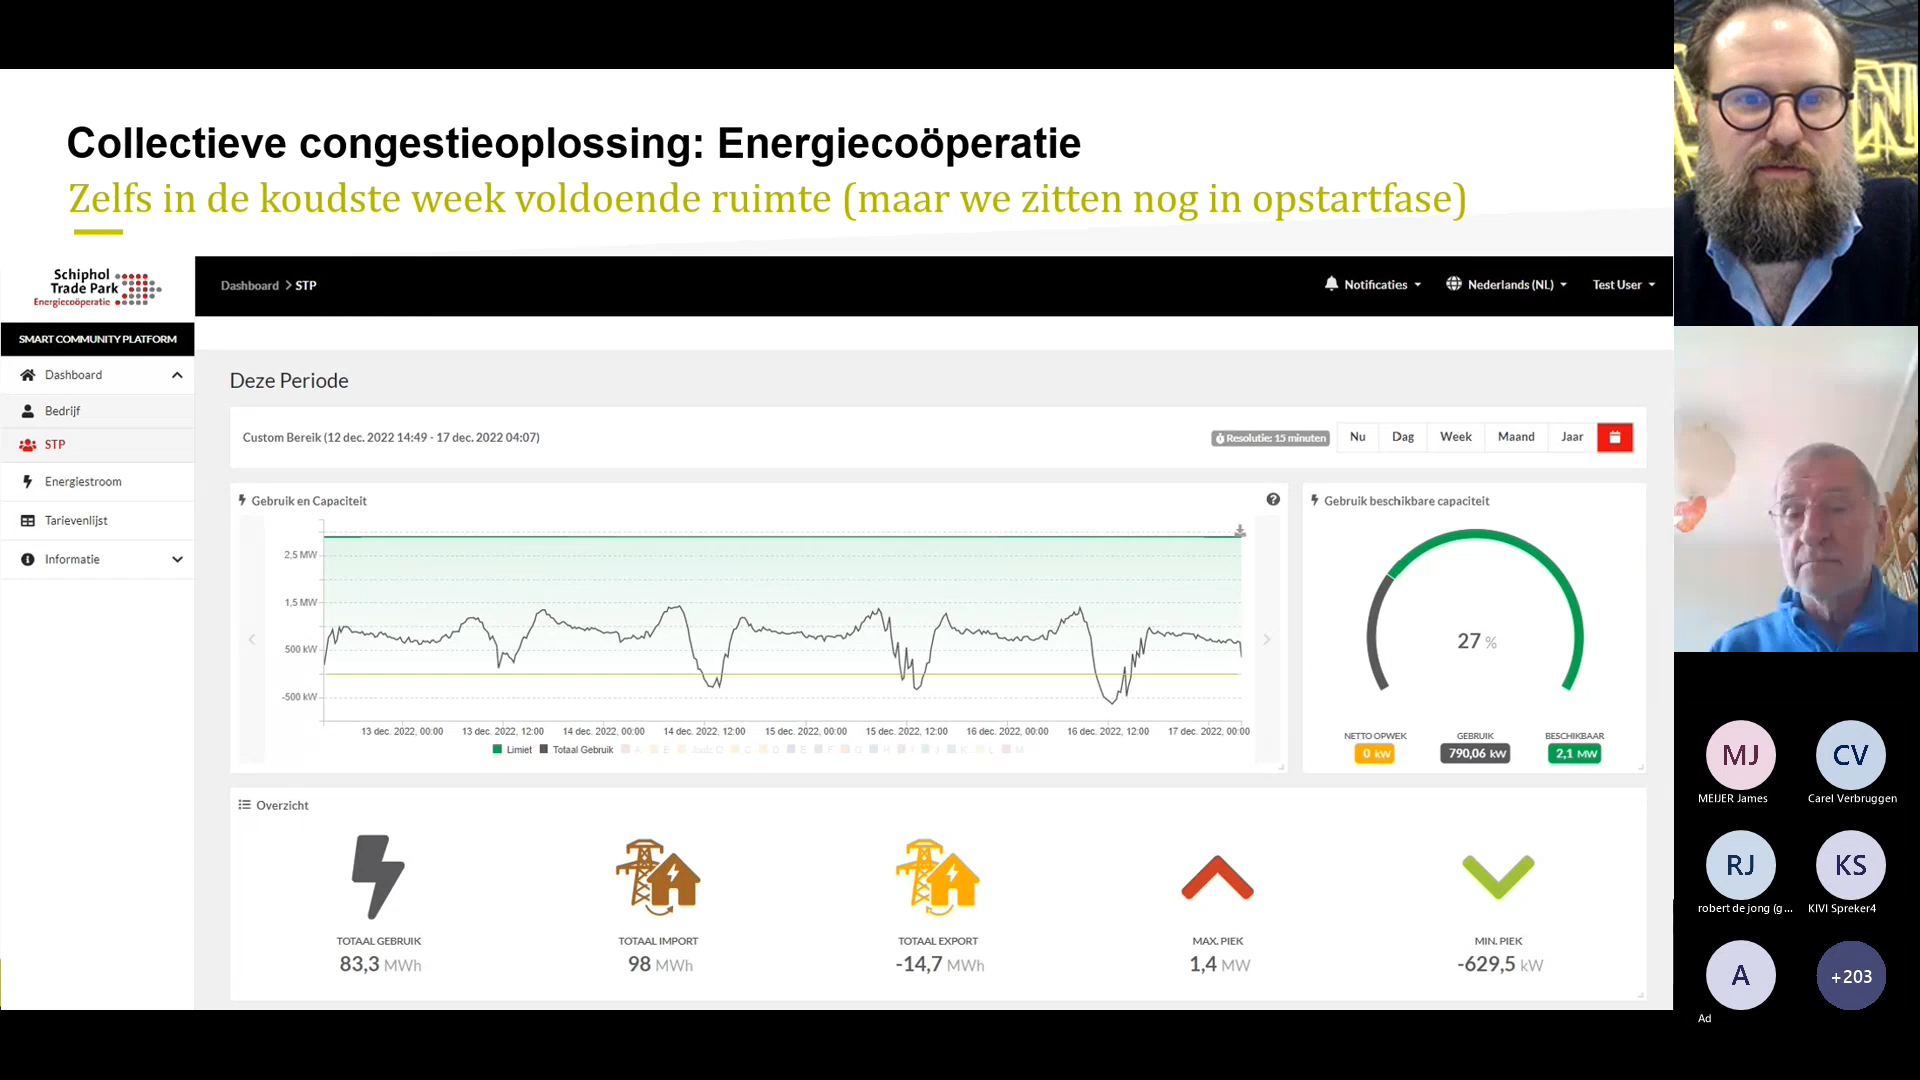 Collectieve congestieoplossing: Energiecoöperatie
Zelfs in de koudste week voldoende ruimte (maar we zitten nog in opstartfase)
Schiphol
Trade Park
Energiecoöperatie
SMART COMMUNITY PLATFORM
Dashboard
Bedrijf
STP
Energiestroom
Tarievenlijst
Informatie
Dashboard > STP
Notificaties
Nederlands (NL)
Test User
Deze Periode
Custom Bereik (12 dec. 2022 14:49 - 17 dec. 2022 04:07)
Resolutie: 15 minuten
Nu
Dag
Week
Maand
Jaar
Gebruik en Capaciteit
2,5 MW
1,5 MW
500 kW
-500 kW
13 dec. 2022, 00:00
13 dec. 2022, 12:00
14 dec. 2022, 00:00
14 dec. 2022, 12:00
15 dec. 2022, 00:00
15 dec. 2022, 12:00
16 dec. 2022, 00:00
16 dec. 2022, 12:00
17 dec. 2022, 00:00
Limiet
Totaal Gebruik
Gebruik beschikbare capaciteit
27 %
NETTO OPWEK
0 kW
GEBRUIK
790,06 kW
BESCHIKBAAR
2,1 MW
Overzicht
TOTAAL GEBRUIK
83,3 MWh
TOTAAL IMPORT
98 MWh
TOTAAL EXPORT
-14,7 MWh
MAX. PIEK
1,4 MW
MIN. PIEK
-629,5 kW
MJ
MEIJER James
CV
Carel Verbruggen
RJ
robert de jong (g...
KS
KIVI Spreker4
A
Ad
+203